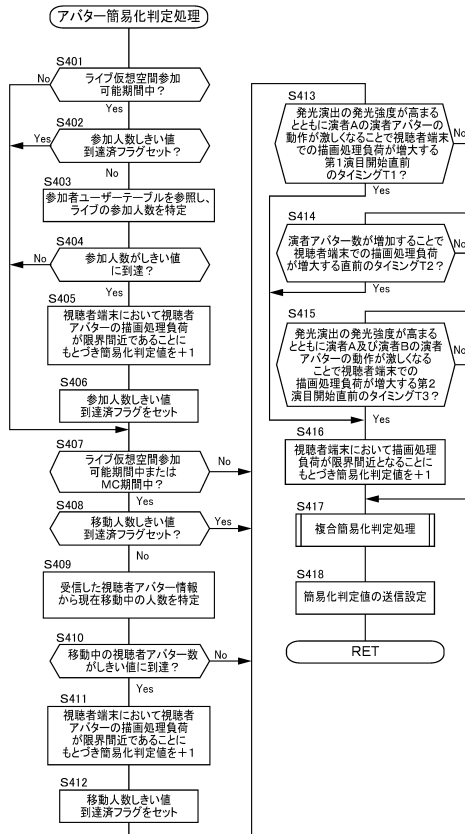 アバター簡易化判定処理
S401
ライブ仮想空間参加
可能期間中？
No
Yes
S402
参加人数しきい値
到達済フラグセット？
Yes
No
S403
参加者ユーザーテーブルを参照し、
ライブの参加人数を特定
S404
参加人数がしきい値
に到達？
No
Yes
S405
視聴者端末において視聴者
アバターの描画処理負荷
が限界間近であることに
もとづき簡易化判定値を＋1
S406
参加人数しきい値
到達済フラグをセット
S407
ライブ仮想空間参加
可能期間中または
MC期間中？
No
Yes
S408
移動人数しきい値
到達済フラグセット？
Yes
No
S409
受信した視聴者アバター情報
から現在移動中の人数を特定
S410
移動中の視聴者アバター数
がしきい値に到達？
No
Yes
S411
視聴者端末において視聴者
アバターの描画処理負荷
が限界間近であることに
もとづき簡易化判定値を＋1
S412
移動人数しきい値
到達済フラグをセット
S413
発光演出の発光強度が高まる
とともに演者Aの演者アバターの
動作が激しくなることで視聴者端末
での描画処理負荷が増大する
第1演目開始直前
のタイミングT1？
No
Yes
S414
演者アバター数が増加することで
視聴者端末での描画処理負荷
が増大する直前のタイミングT2？
No
Yes
S415
発光演出の発光強度が高まる
とともに演者A及び演者Bの演者
アバターの動作が激しくなる
ことで視聴者端末での
描画処理負荷が増大する第2
演目開始直前のタイミングT3？
No
Yes
S416
視聴者端末において描画処理
負荷が限界間近となることに
もとづき簡易化判定値を＋1
S417
複合簡易化判定処理
S418
簡易化判定値の送信設定
RET